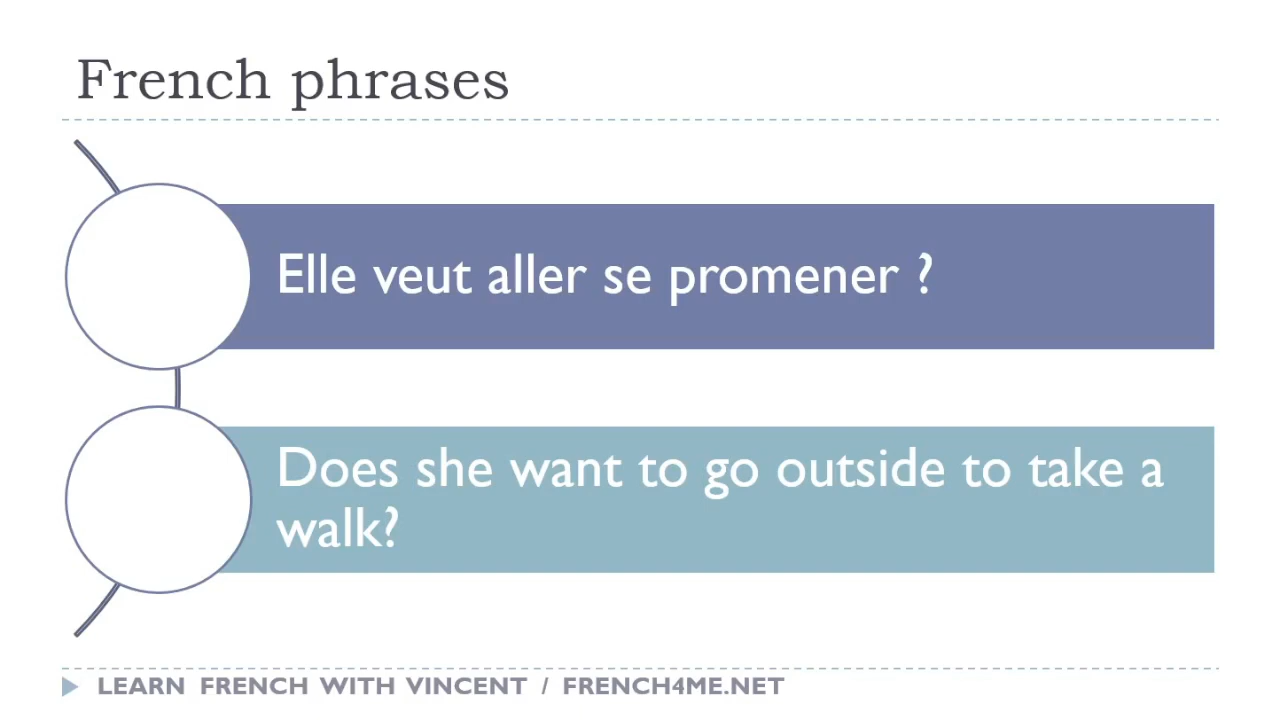 French phrases
Elle veut aller se promener ?
Does she want to go outside to take a
walk?
LEARN FRENCH WITH VINCENT / FRENCH4ME.NET